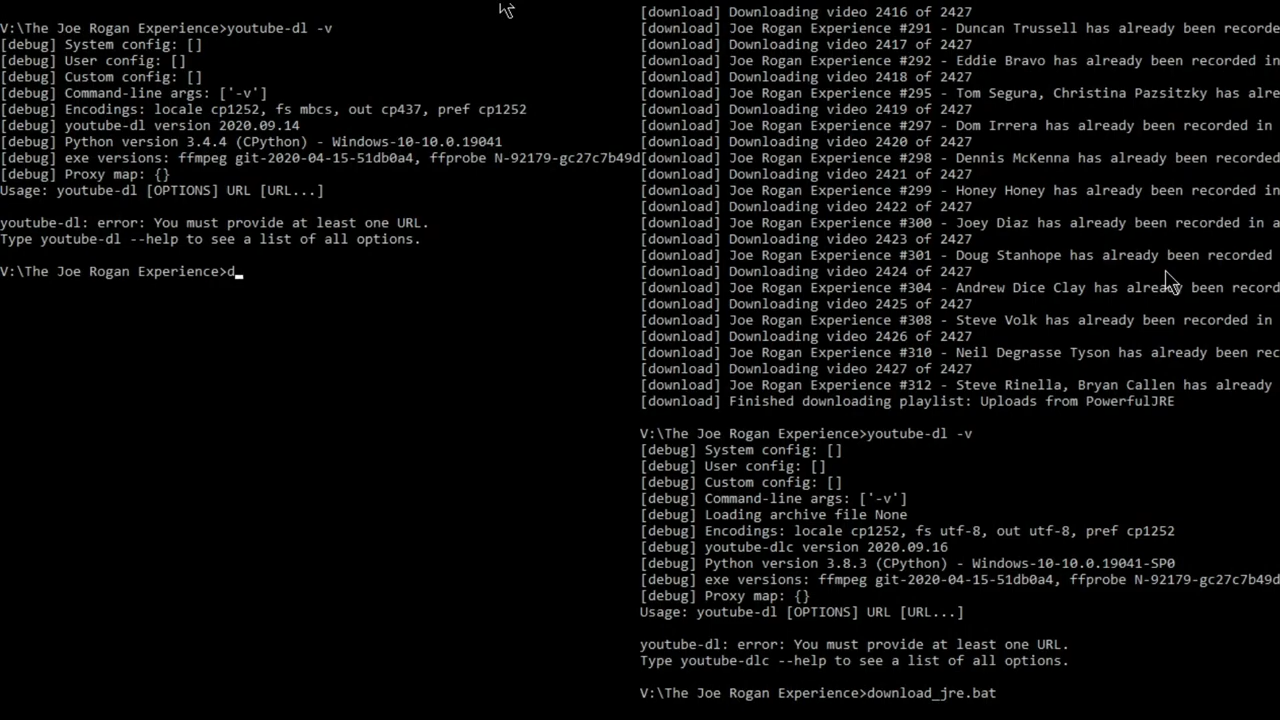 V:\The Joe Rogan Experience>youtube-dl -v
[debug] System config: []
[debug] User config: []
[debug] Custom config: []
[debug] Command-line args: ['-v']
[debug] Encodings: locale cp1252, fs mbcs, out cp437, pref cp1252
[debug] youtube-dl version 2020.09.14
[debug] Python version 3.4.4 (CPython) - Windows-10-10.0.19041
[debug] exe versions: ffmpeg git-2020-04-15-51db0a4, ffprobe N-92179-gc27c7b49d
[debug] Proxy map: {}
Usage: youtube-dl [OPTIONS] URL [URL...]
youtube-dl: error: You must provide at least one URL.
Type youtube-dl --help to see a list of all options.
V:\The Joe Rogan Experience>d_
[download] Downloading video 2416 of 2427
[download] Joe Rogan Experience #291 - Duncan Trussell has already been recorde
[download] Downloading video 2417 of 2427
[download] Joe Rogan Experience #292 - Eddie Bravo has already been recorded in
[download] Downloading video 2418 of 2427
[download] Joe Rogan Experience #295 - Tom Segura, Christina Pazsitzky has alre
[download] Downloading video 2419 of 2427
[download] Joe Rogan Experience #297 - Dom Irrera has already been recorded in
[download] Downloading video 2420 of 2427
[download] Joe Rogan Experience #298 - Dennis McKenna has already been recorded
[download] Downloading video 2421 of 2427
[download] Joe Rogan Experience #299 - Honey Honey has already been recorded in
[download] Downloading video 2422 of 2427
[download] Joe Rogan Experience #300 - Joey Diaz has already been recorded in a
[download] Downloading video 2423 of 2427
[download] Joe Rogan Experience #301 - Doug Stanhope has already been recorded
[download] Downloading video 2424 of 2427
[download] Joe Rogan Experience #304 - Andrew Dice Clay has already been record
[download] Downloading video 2425 of 2427
[download] Joe Rogan Experience #308 - Steve Volk has already been recorded in
[download] Downloading video 2426 of 2427
[download] Joe Rogan Experience #310 - Neil Degrasse Tyson has already been rec
[download] Downloading video 2427 of 2427
[download] Joe Rogan Experience #312 - Steve Rinella, Bryan Callen has already
[download] Finished downloading playlist: Uploads from PowerfulJRE
V:\The Joe Rogan Experience>youtube-dl -v
[debug] System config: []
[debug] User config: []
[debug] Custom config: []
[debug] Command-line args: ['-v']
[debug] Loading archive file None
[debug] Encodings: locale cp1252, fs utf-8, out utf-8, pref cp1252
[debug] youtube-dlc version 2020.09.16
[debug] Python version 3.8.3 (CPython) - Windows-10-10.0.19041-SP0
[debug] exe versions: ffmpeg git-2020-04-15-51db0a4, ffprobe N-92179-gc27c7b49d
[debug] Proxy map: {}
Usage: youtube-dl [OPTIONS] URL [URL...]
youtube-dl: error: You must provide at least one URL.
Type youtube-dlc --help to see a list of all options.
V:\The Joe Rogan Experience>download_jre.bat